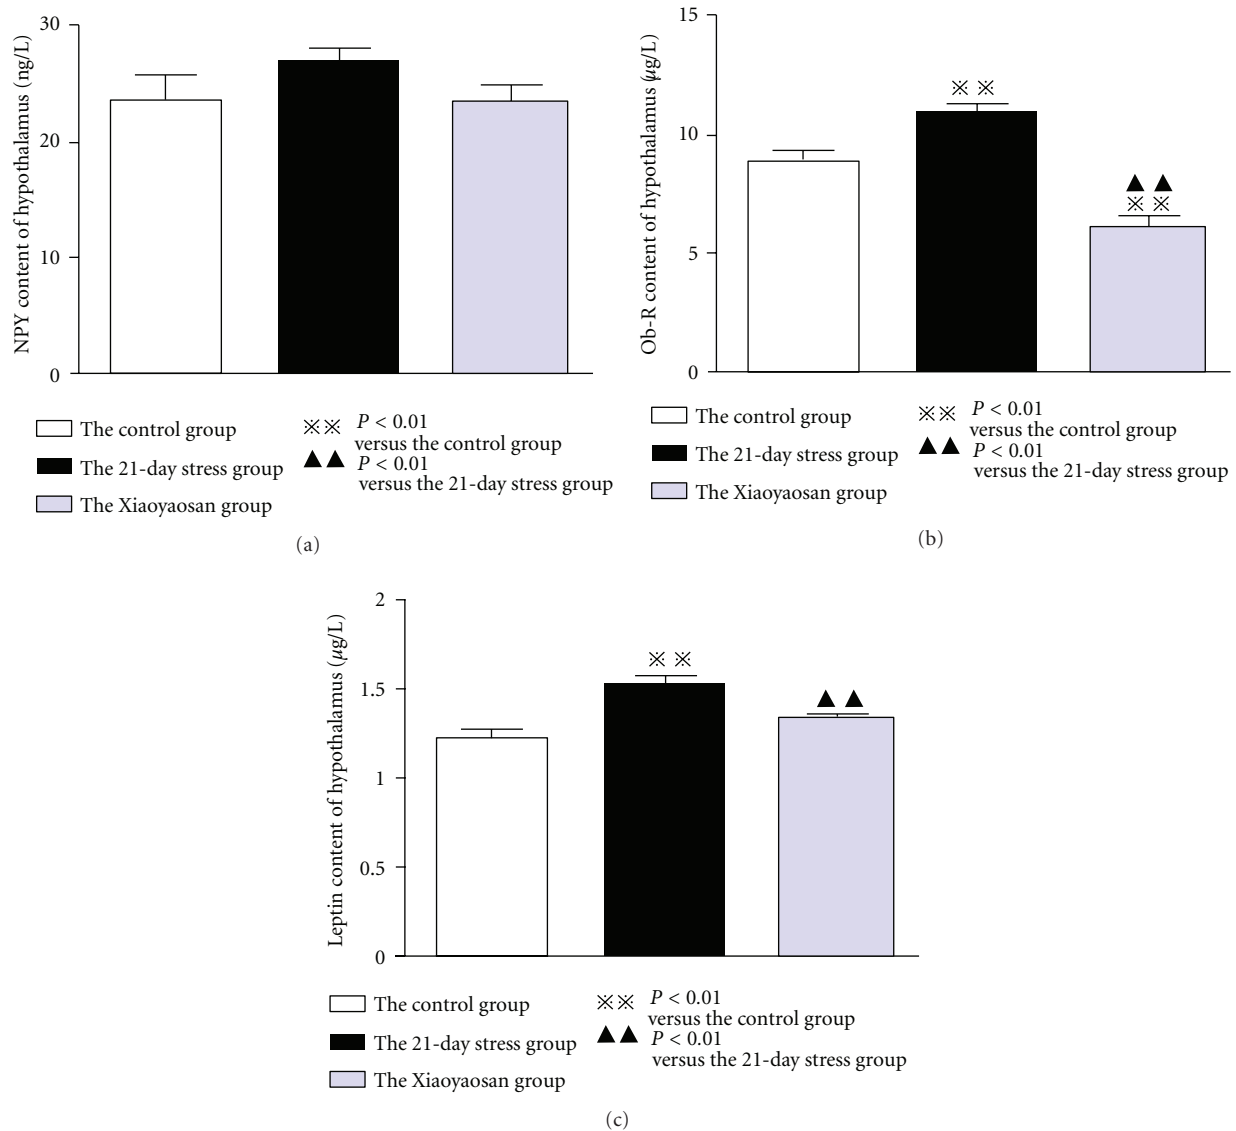 NPY content of hypothalamus (ng/L)
30
20
10
0
The control group
The 21-day stress group
The Xiaoyaosan group
※※ P < 0.01
versus the control group
▲▲ P < 0.01
versus the 21-day stress group
(a)
Ob-R content of hypothalamus (μg/L)
15
10
5
0
※※
▲▲
※※
The control group
The 21-day stress group
The Xiaoyaosan group
※※ P < 0.01
versus the control group
▲▲ P < 0.01
versus the 21-day stress group
(b)
Leptin content of hypothalamus (μg/L)
2
1.5
1
0.5
0
※※
▲▲
The control group
The 21-day stress group
The Xiaoyaosan group
※※ P < 0.01
versus the control group
▲▲ P < 0.01
versus the 21-day stress group
(c)